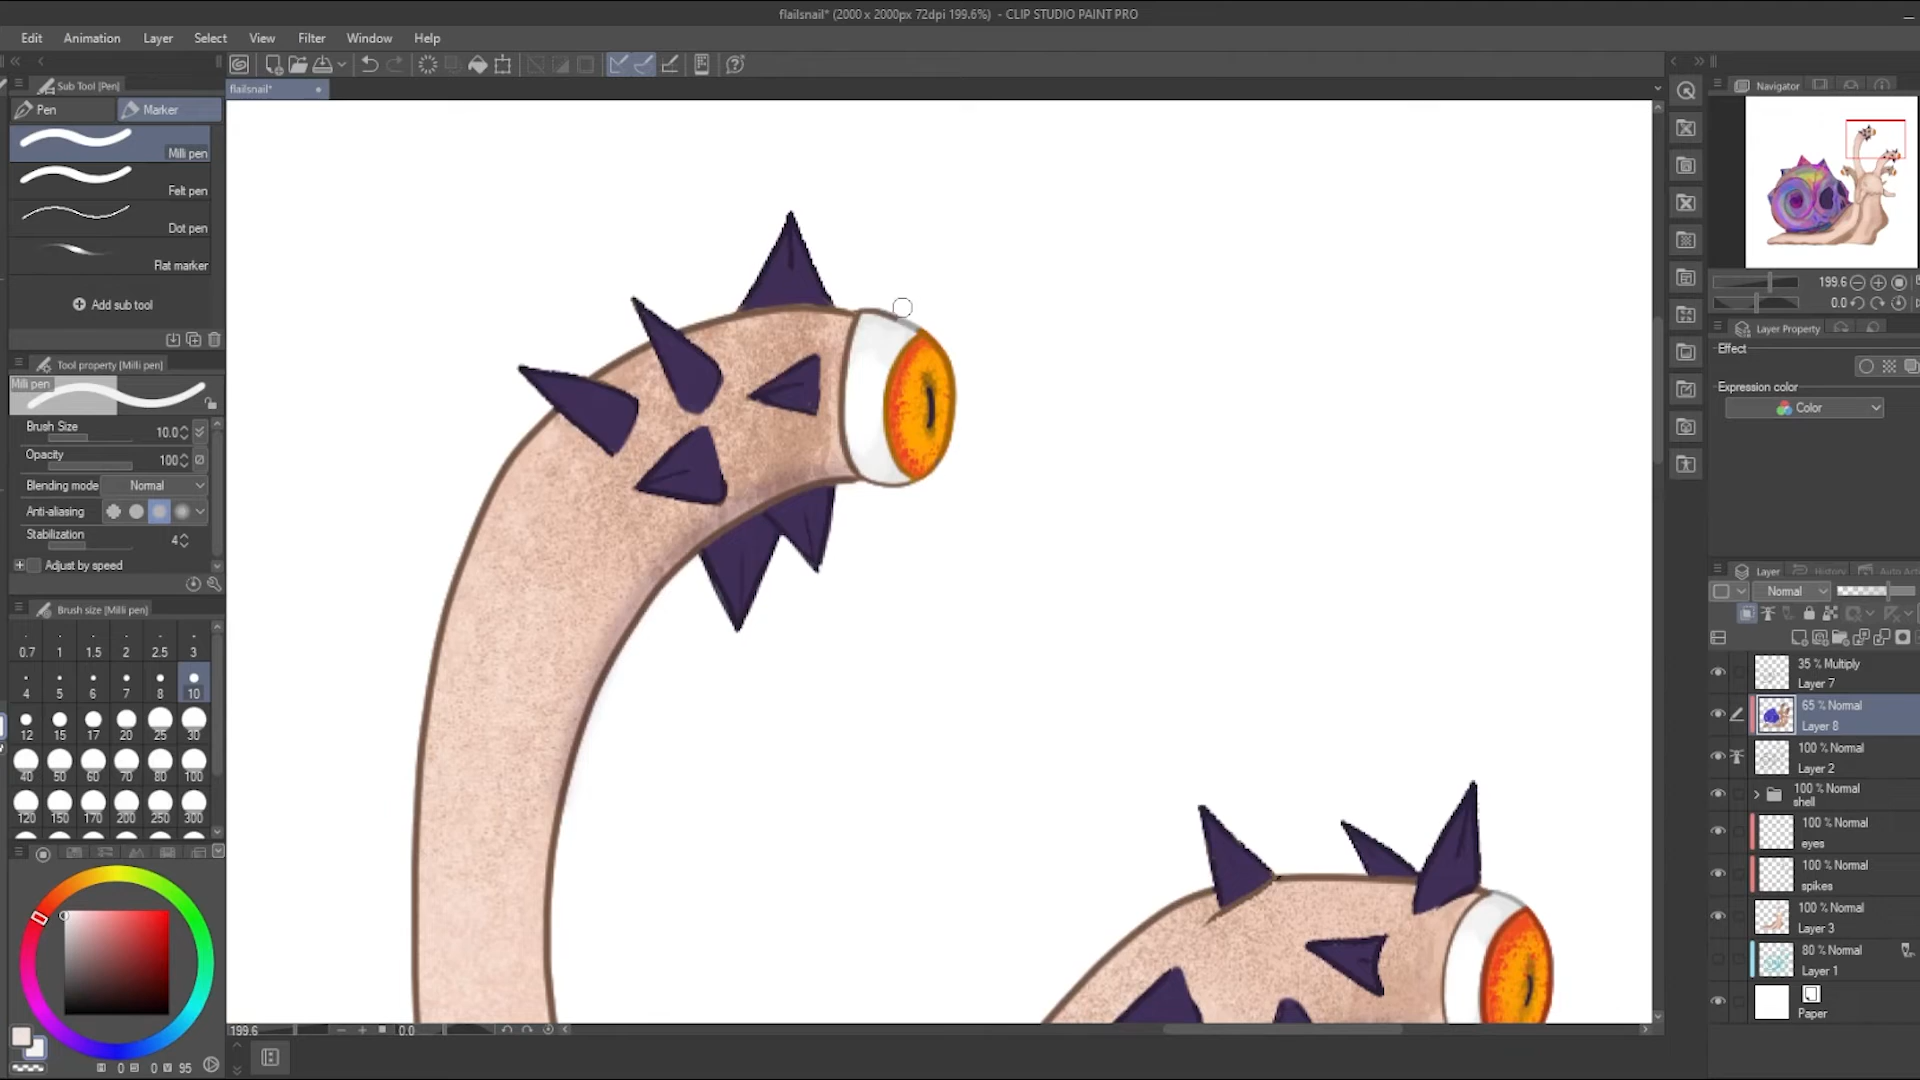 flailsnail* (2000 x 2000px 72dpi 199.6%) - CLIP STUDIO PAINT PRO
Edit Animation Layer Select View Filter Window Help
Sub Tool [Pen]
flailsnail*
Pen Marker
Milli pen
Felt pen
Dot pen
Flat marker
Add sub tool
Tool property [Milli pen]
Milli pen
Brush Size 10.0
Opacity 100
Blending mode Normal
Anti-aliasing
Stabilization 4
Adjust by speed
Brush size [Milli pen]
0.7 1 1.5 2 2.5 3
4 5 6 7 8 10
12 15 17 20 25 30
40 50 60 70 80 100
120 150 170 200 250 300
0 0 95
199.6 0.0
Navigator
199.6
0.0
Layer Property
Effect
Expression color
Color
Layer History Auto Act
Normal
35 % Multiply
Layer 7
65 % Normal
Layer 8
100 % Normal
Layer 2
100 % Normal
shell
100 % Normal
eyes
100 % Normal
spikes
100 % Normal
Layer 3
80 % Normal
Layer 1
Paper